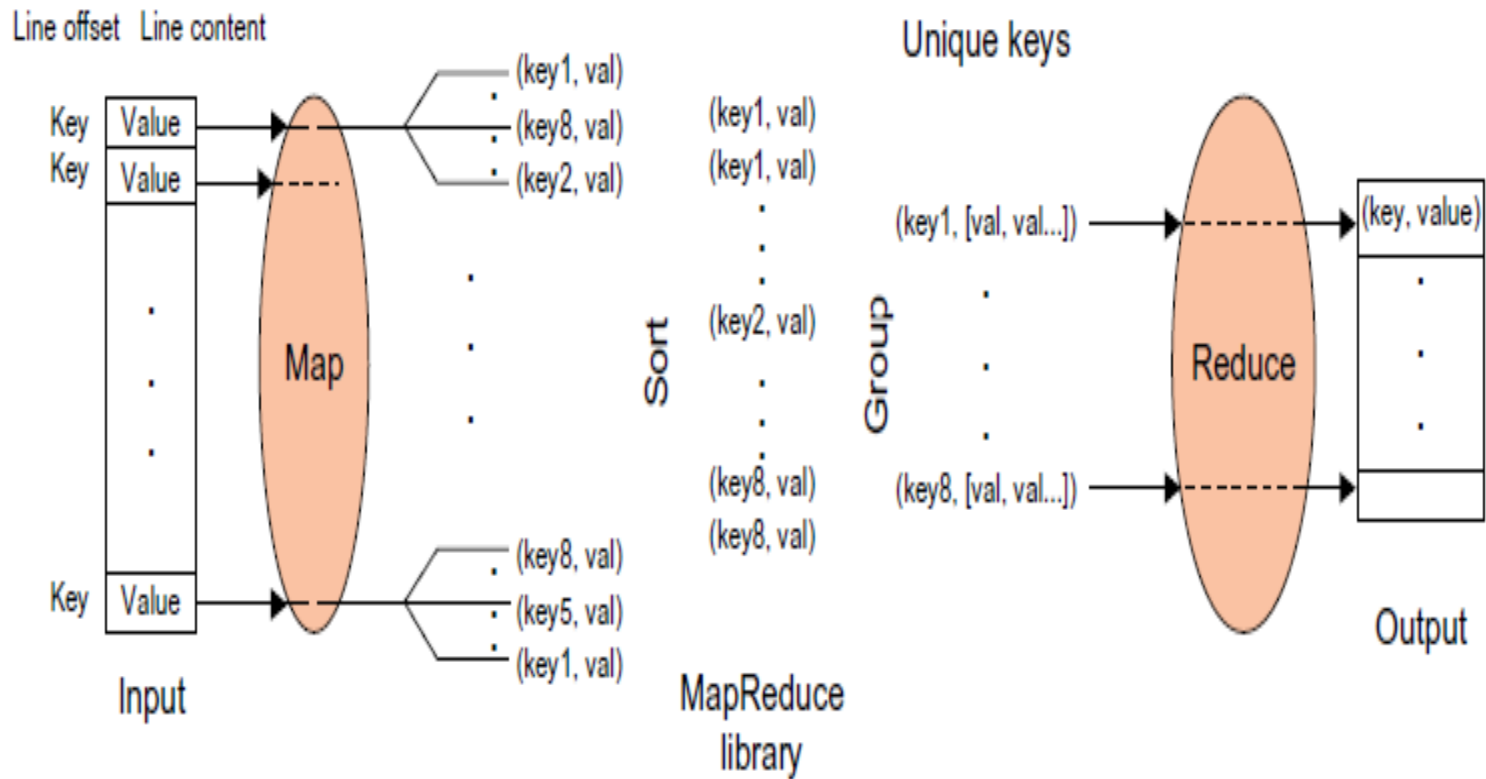 Line offset Line content
Key Value
Key Value
.
.
.
Key Value
Input
Map
(key1, val)
.
(key8, val)
.
(key2, val)
.
.
.
(key8, val)
.
(key5, val)
.
(key1, val)
Sort
(key1, val)
(key1, val)
.
.
.
(key2, val)
.
.
.
(key8, val)
(key8, val)
MapReduce
library
Group
Unique keys
(key1, [val, val...])
.
.
.
(key8, [val, val...])
Reduce
(key, value)
.
.
.
Output